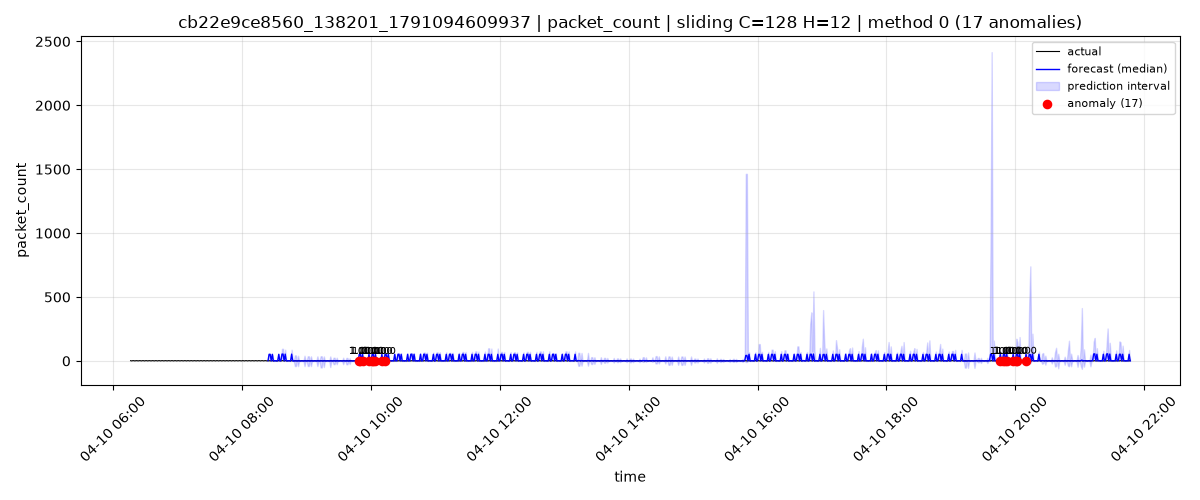 cb22e9ce8560_138201_1791094609937 | packet_count | sliding C=128 H=12 | method 0 (17 anomalies)
2500
2000
1500
1000
500
0
packet_count
actual
forecast (median)
prediction interval
anomaly (17)
04-10 06:00
04-10 08:00
04-10 10:00
04-10 12:00
04-10 14:00
04-10 16:00
04-10 18:00
04-10 20:00
04-10 22:00
time